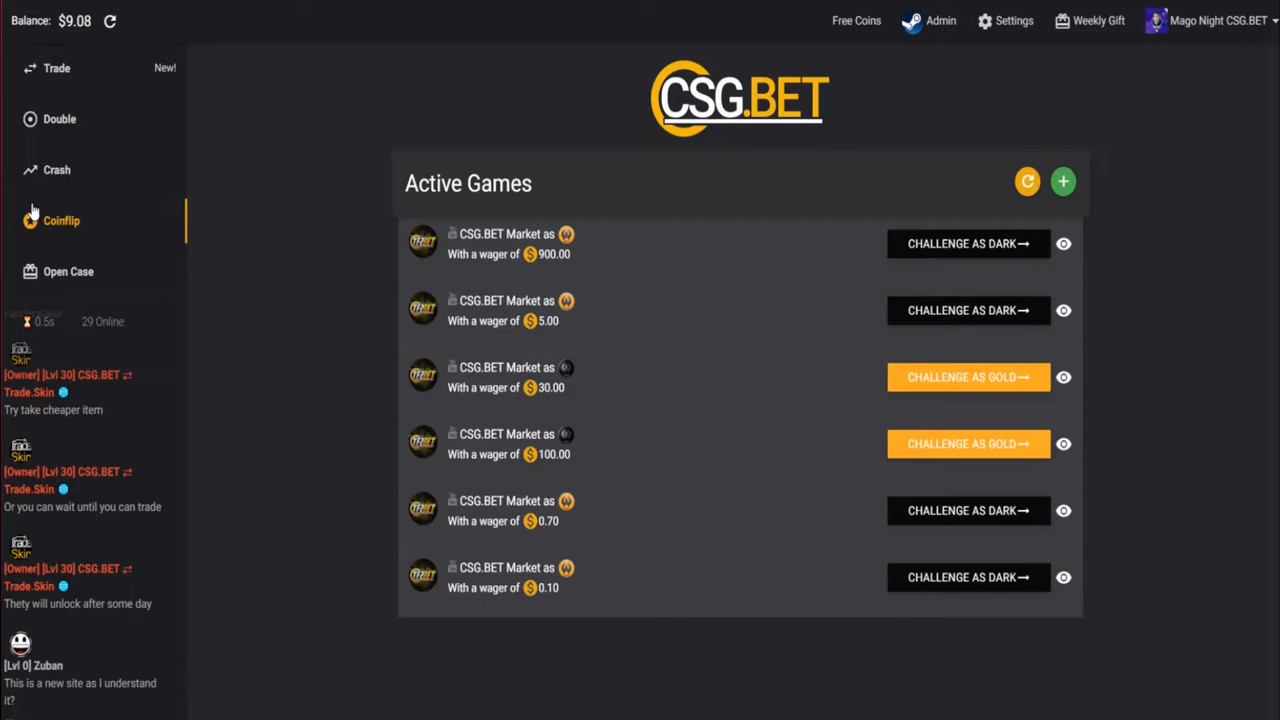 Balance: $9.08
Free Coins
Admin
Settings
Weekly Gift
Mago Night CSG.BET
Trade New!
Double
Crash
Coinflip
Open Case
0.5s 29 Online
[Owner] [Lvl 30] CSG.BET ⇄
Trade.Skin
Try take cheaper item
[Owner] [Lvl 30] CSG.BET ⇄
Trade.Skin
Or you can wait until you can trade
[Owner] [Lvl 30] CSG.BET ⇄
Trade.Skin
Thety will unlock after some day
[Lvl 0] Zuban
This is a new site as I understand
it?
CSG.BET
Active Games
CSG.BET Market as
With a wager of $900.00
CHALLENGE AS DARK→
CSG.BET Market as
With a wager of $5.00
CHALLENGE AS DARK→
CSG.BET Market as
With a wager of $30.00
CHALLENGE AS GOLD→
CSG.BET Market as
With a wager of $100.00
CHALLENGE AS GOLD→
CSG.BET Market as
With a wager of $0.70
CHALLENGE AS DARK→
CSG.BET Market as
With a wager of $0.10
CHALLENGE AS DARK→